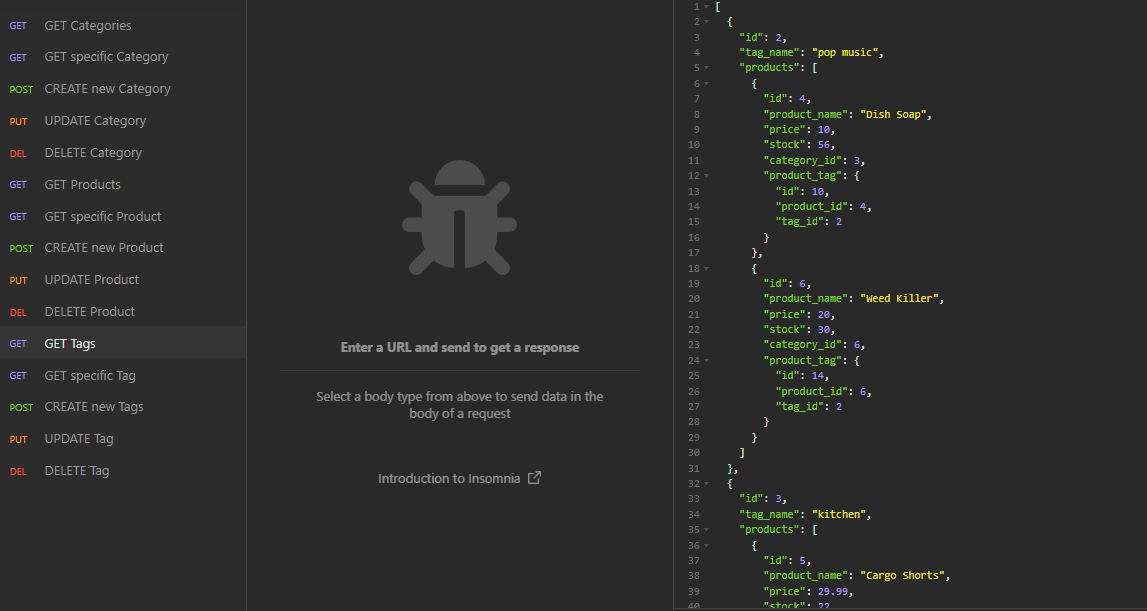 GET GET Categories
GET GET specific Category
POST CREATE new Category
PUT UPDATE Category
DEL DELETE Category
GET GET Products
GET GET specific Product
POST CREATE new Product
PUT UPDATE Product
DEL DELETE Product
GET GET Tags
GET GET specific Tag
POST CREATE new Tags
PUT UPDATE Tag
DEL DELETE Tag
Enter a URL and send to get a response
Select a body type from above to send data in the
body of a request
Introduction to Insomnia
1 [
2 {
3 "id": 2,
4 "tag_name": "pop music",
5 "products": [
6 {
7 "id": 4,
8 "product_name": "Dish Soap",
9 "price": 10,
10 "stock": 56,
11 "category_id": 3,
12 "product_tag": {
13 "id": 10,
14 "product_id": 4,
15 "tag_id": 2
16 }
17 },
18 {
19 "id": 6,
20 "product_name": "Weed Killer",
21 "price": 20,
22 "stock": 30,
23 "category_id": 6,
24 "product_tag": {
25 "id": 14,
26 "product_id": 6,
27 "tag_id": 2
28 }
29 }
30 ]
31 },
32 {
33 "id": 3,
34 "tag_name": "kitchen",
35 "products": [
36 {
37 "id": 5,
38 "product_name": "Cargo Shorts",
39 "price": 29.99,
40 "stock": 22,